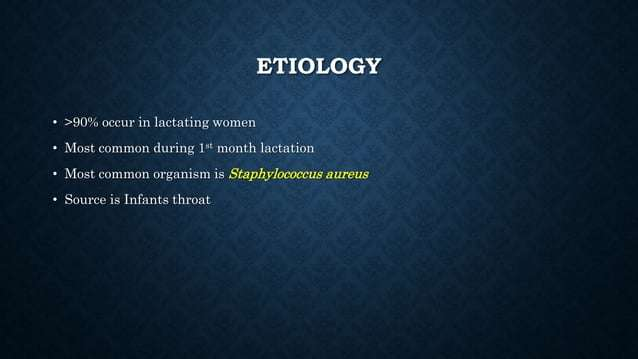 ETIOLOGY
• >90% occur in lactating women
• Most common during 1st month lactation
• Most common organism is Staphylococcus aureus
• Source is Infants throat